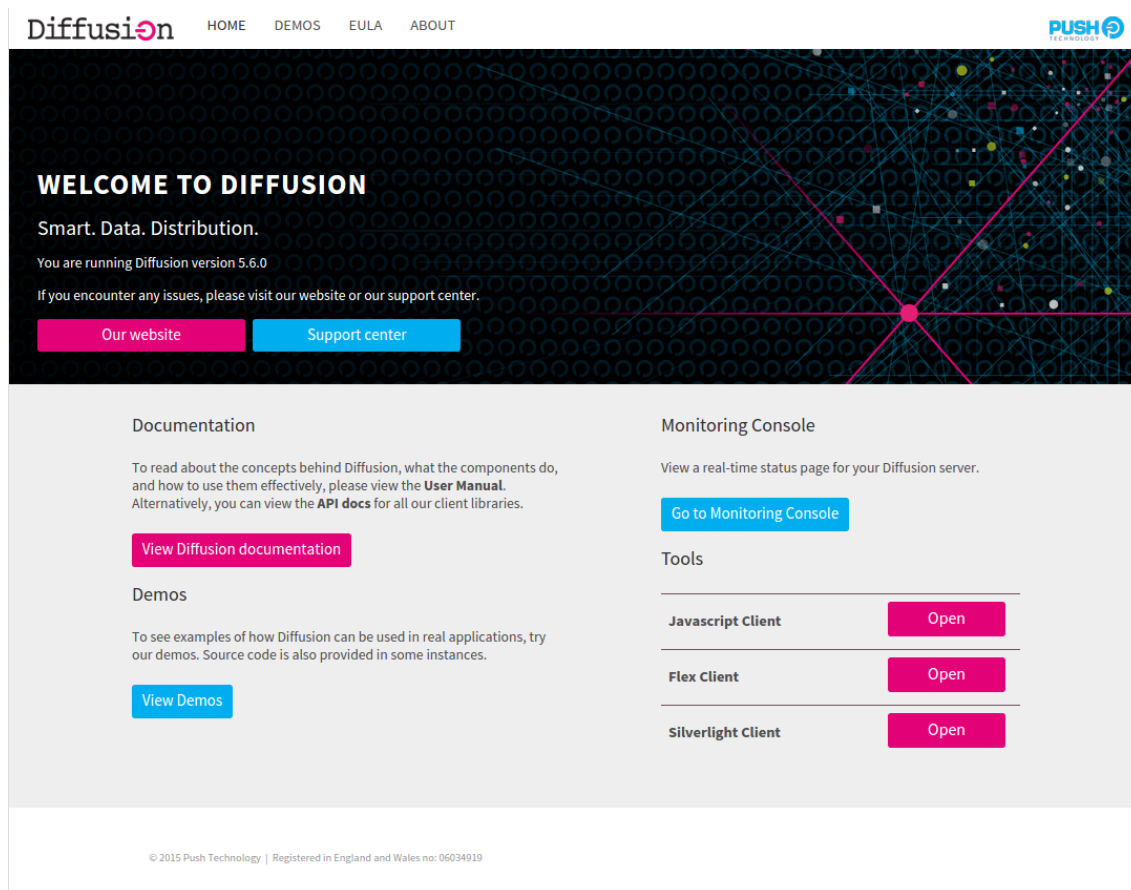 Diffusion HOME DEMOS EULA ABOUT PUSH
TECHNOLOGY
WELCOME TO DIFFUSION
Smart. Data. Distribution.
You are running Diffusion version 5.6.0
If you encounter any issues, please visit our website or our support center.
Our website Support center
Documentation
To read about the concepts behind Diffusion, what the components do,
and how to use them effectively, please view the User Manual.
Alternatively, you can view the API docs for all our client libraries.
View Diffusion documentation
Demos
To see examples of how Diffusion can be used in real applications, try
our demos. Source code is also provided in some instances.
View Demos
Monitoring Console
View a real-time status page for your Diffusion server.
Go to Monitoring Console
Tools
Javascript Client Open
Flex Client Open
Silverlight Client Open
© 2015 Push Technology | Registered in England and Wales no: 06034919